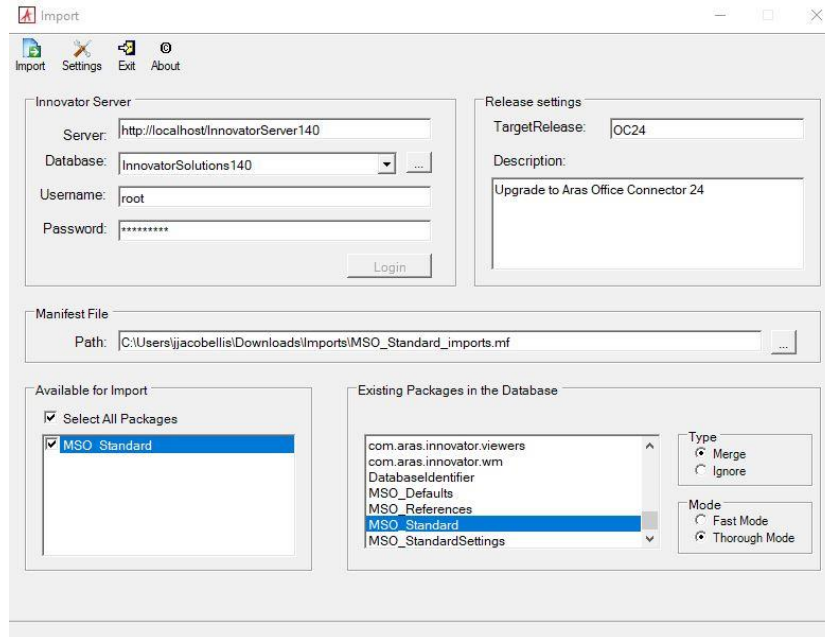 Import
Import Settings Exit About
Innovator Server
Server: http://localhost/InnovatorServer140
Database: InnovatorSolutions140 ...
Username: root
Password: *********
Login
Release settings
TargetRelease: OC24
Description:
Upgrade to Aras Office Connector 24
Manifest File
Path: C:\Users\jjacobellis\Downloads\Imports\MSO_Standard_imports.mf ...
Available for Import
Select All Packages
MSO_Standard
Existing Packages in the Database
com.aras.innovator.viewers
com.aras.innovator.wm
DatabaseIdentifier
MSO_Defaults
MSO_References
MSO_Standard
MSO_StandardSettings
Type
Merge
Ignore
Mode
Fast Mode
Thorough Mode